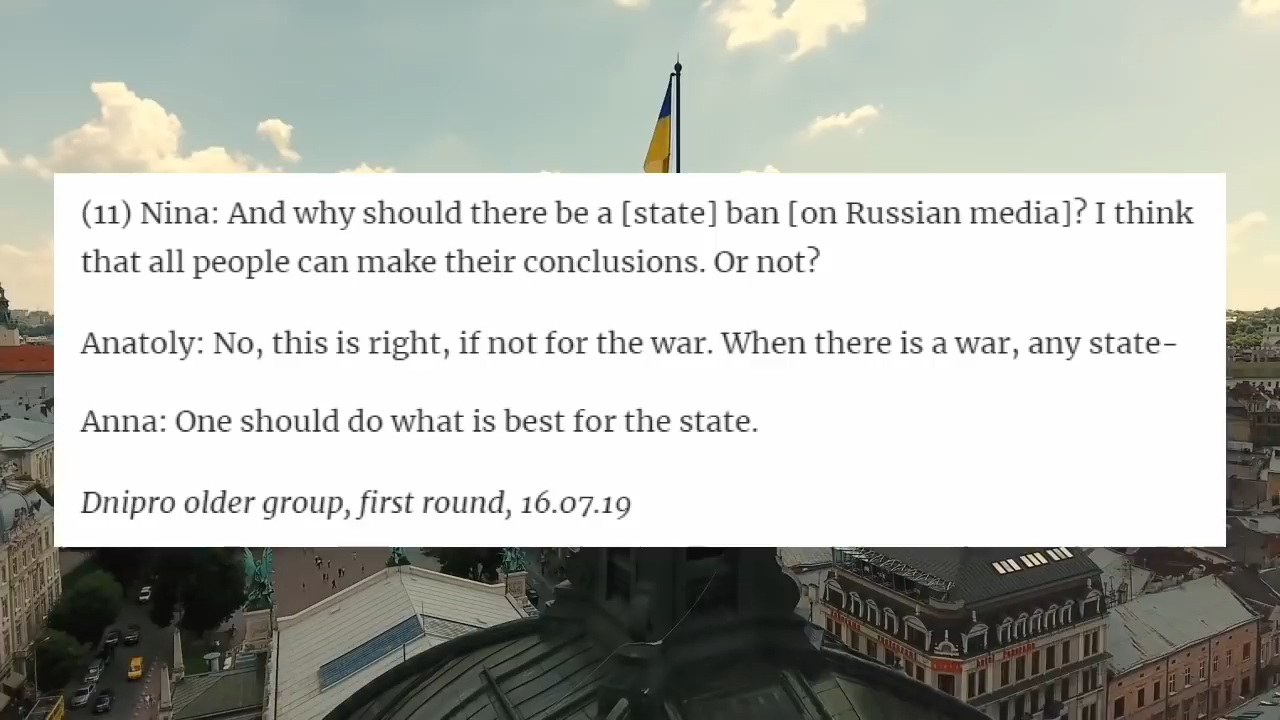 (11) Nina: And why should there be a [state] ban [on Russian media]? I think
that all people can make their conclusions. Or not?
Anatoly: No, this is right, if not for the war. When there is a war, any state-
Anna: One should do what is best for the state.
Dnipro older group, first round, 16.07.19